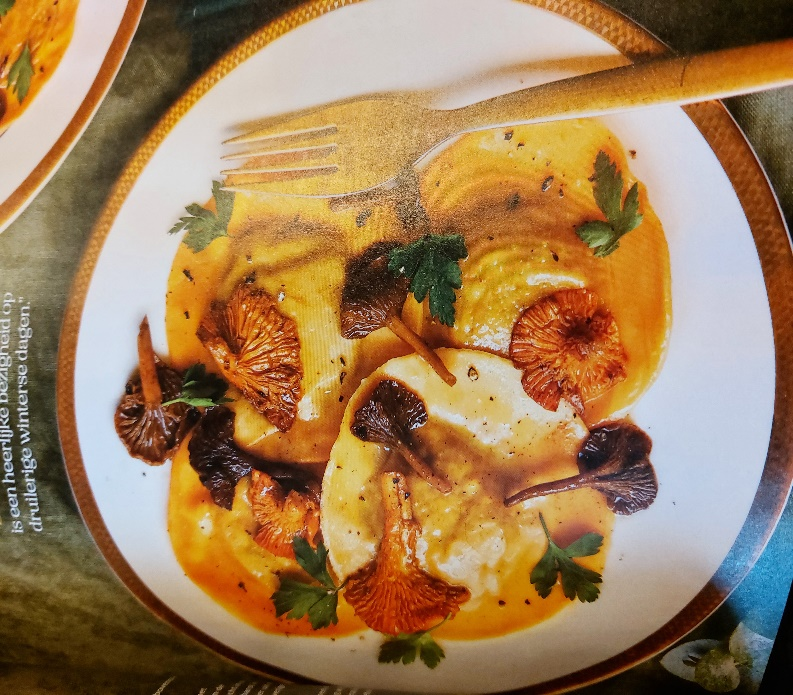 is een heerlijke bezigheid op
druilerige winterse dagen."